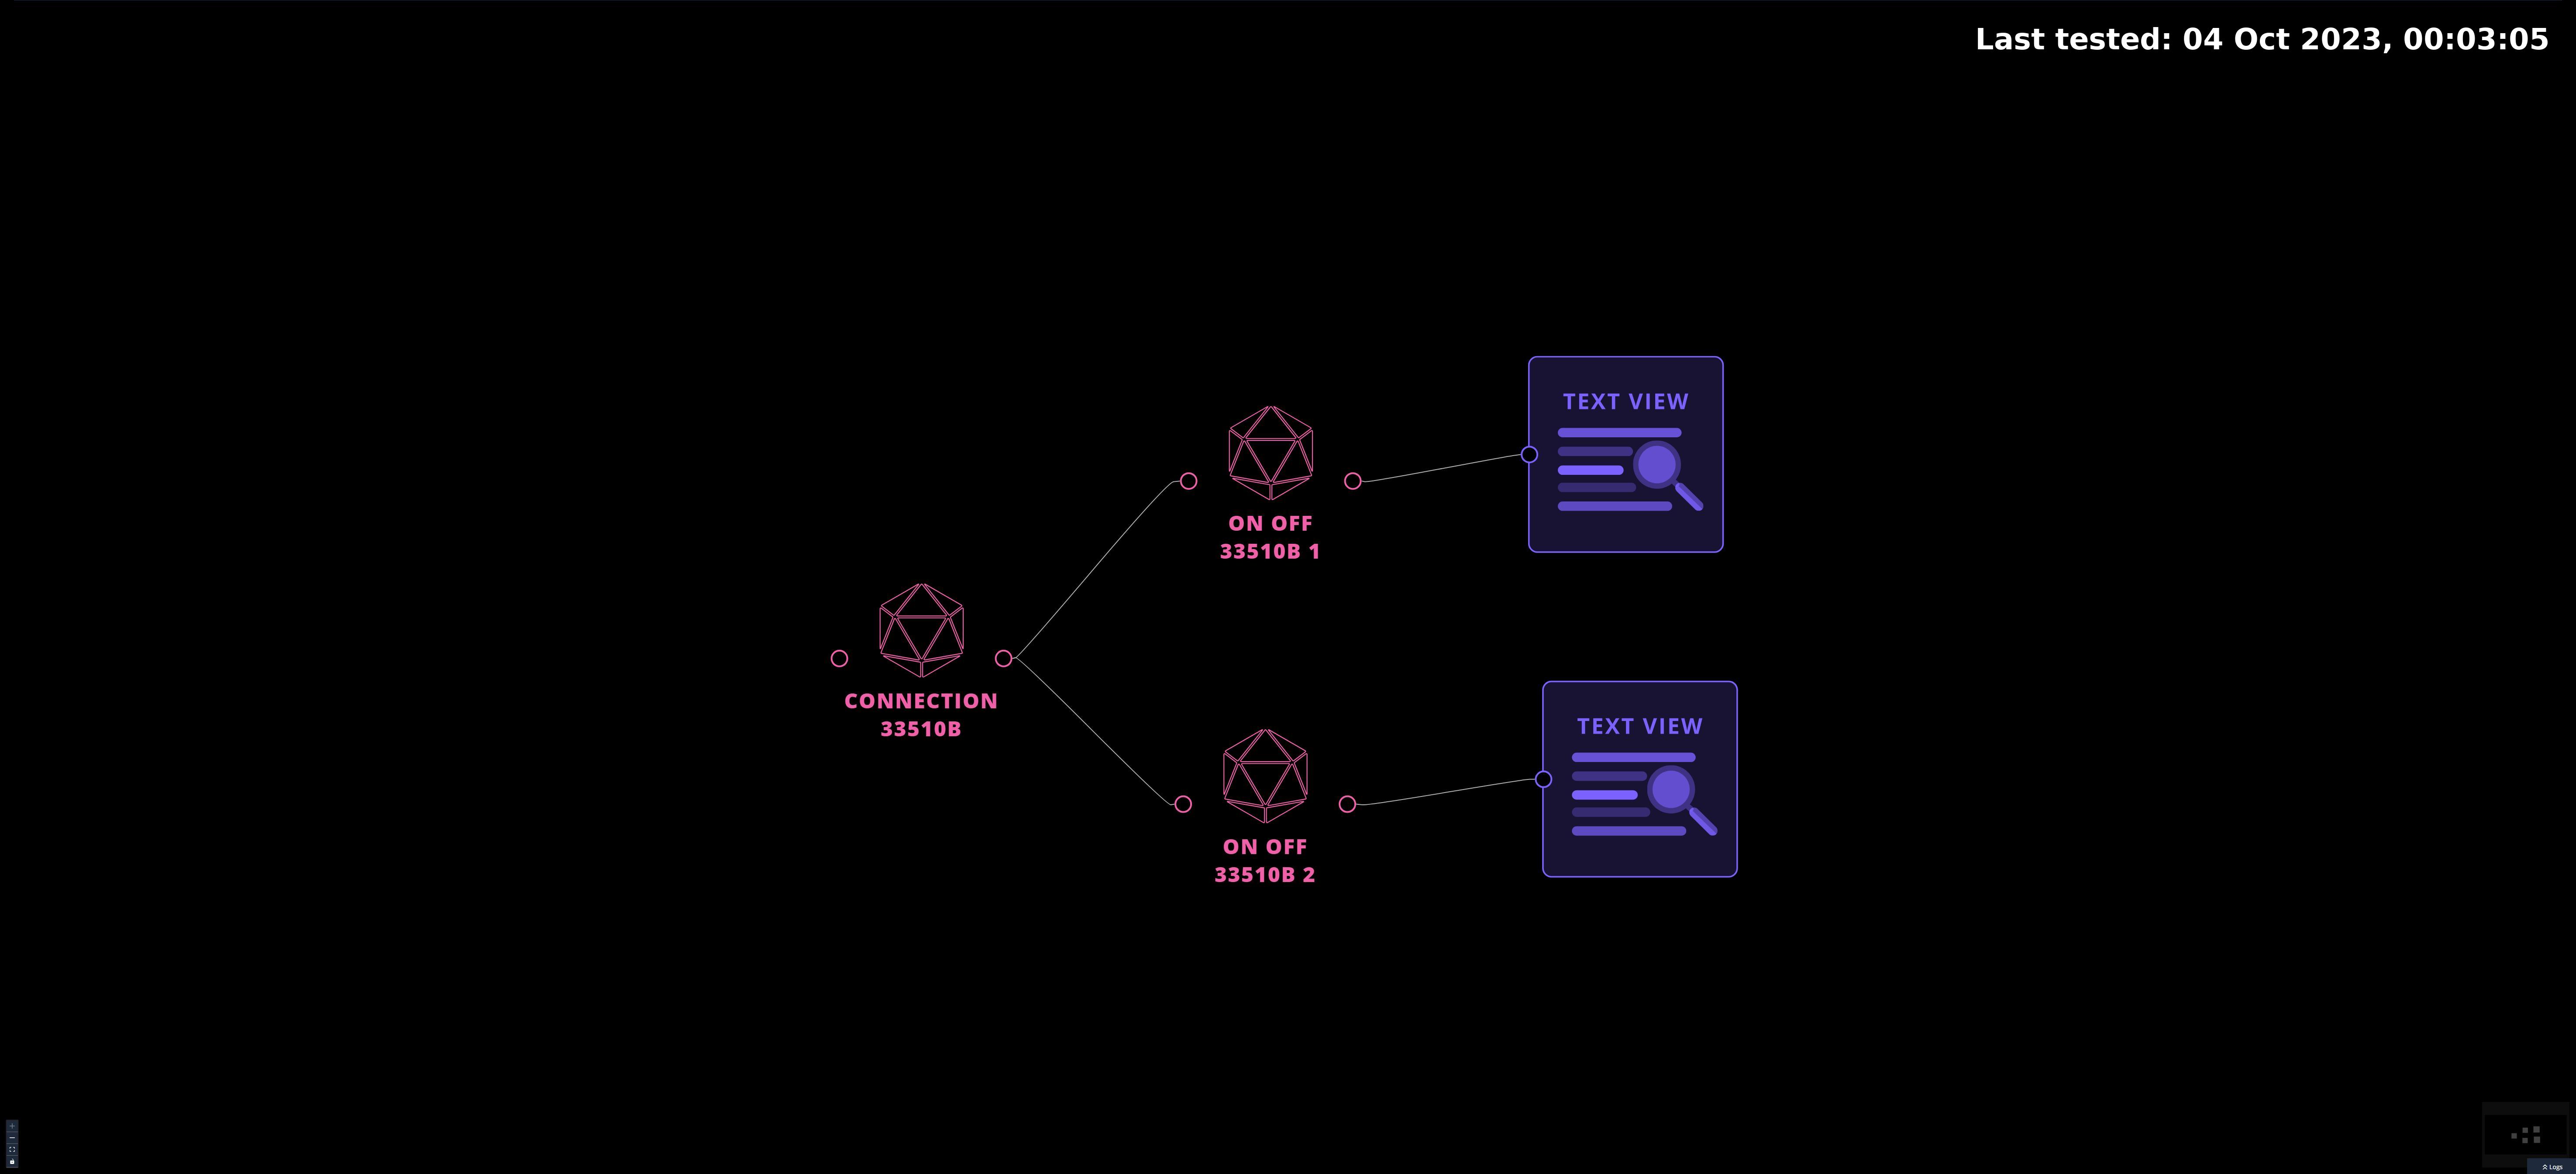 Last tested: 04 Oct 2023, 00:03:05
TEXT VIEW
ON OFF
33510B 1
CONNECTION
33510B
TEXT VIEW
ON OFF
33510B 2
Logs